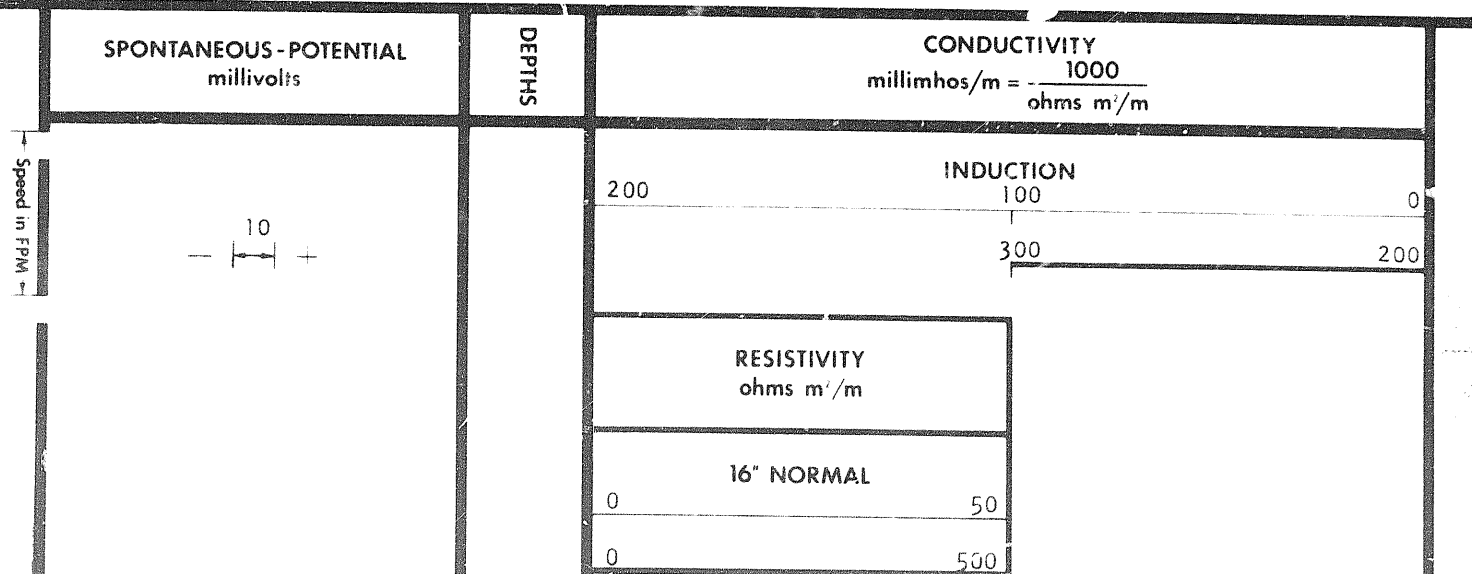 SPONTANEOUS-POTENTIAL
millivolts
DEPTHS
CONDUCTIVITY
millimhos/m = 1000
ohms m²/m
Speed in FPM
- 10 +
INDUCTION
200 100 0
300 200
RESISTIVITY
ohms m²/m
16" NORMAL
0 50
0 500